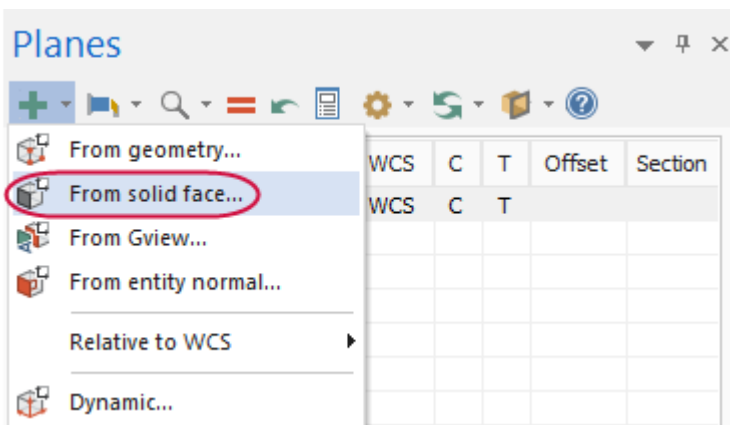 Planes
From geometry...
WCS C T Offset Section
From solid face...
WCS C T
From Gview...
From entity normal...
Relative to WCS
Dynamic...